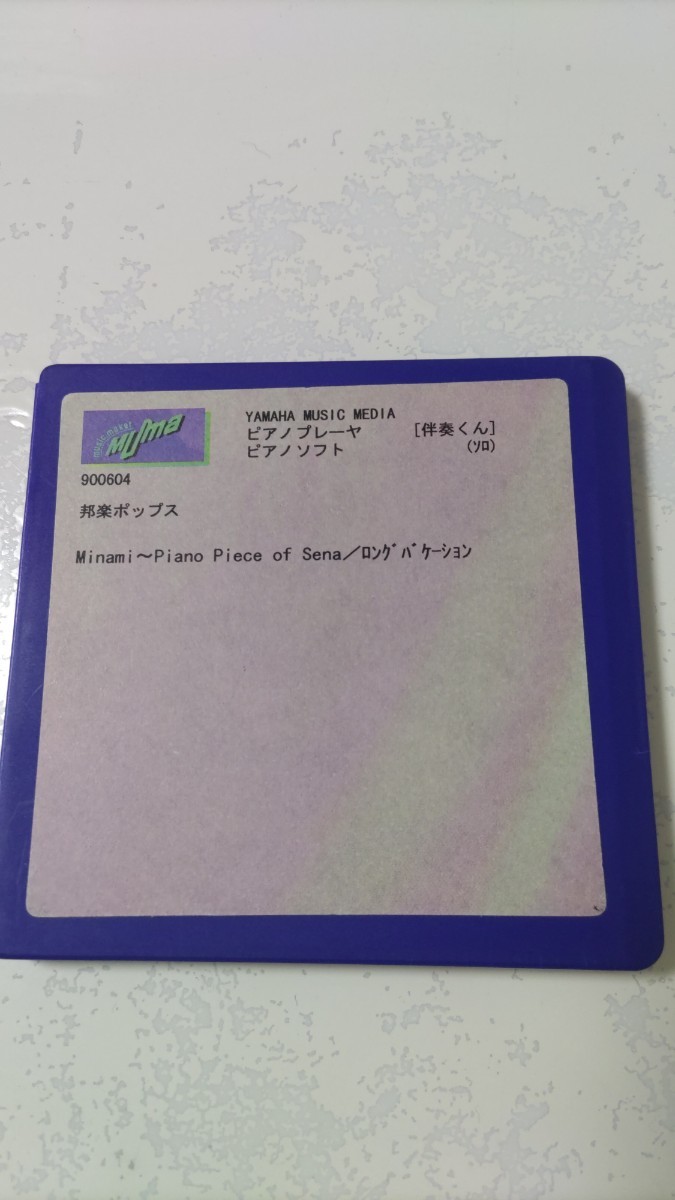 music maker
MUma
YAMAHA MUSIC MEDIA
ピアノプレーヤ [伴奏くん]
ピアノソフト (ｿﾛ)
900604
邦楽ポップス
Minami～Piano Piece of Sena／ﾛﾝｸﾞﾊﾞｹｰｼｮﾝ